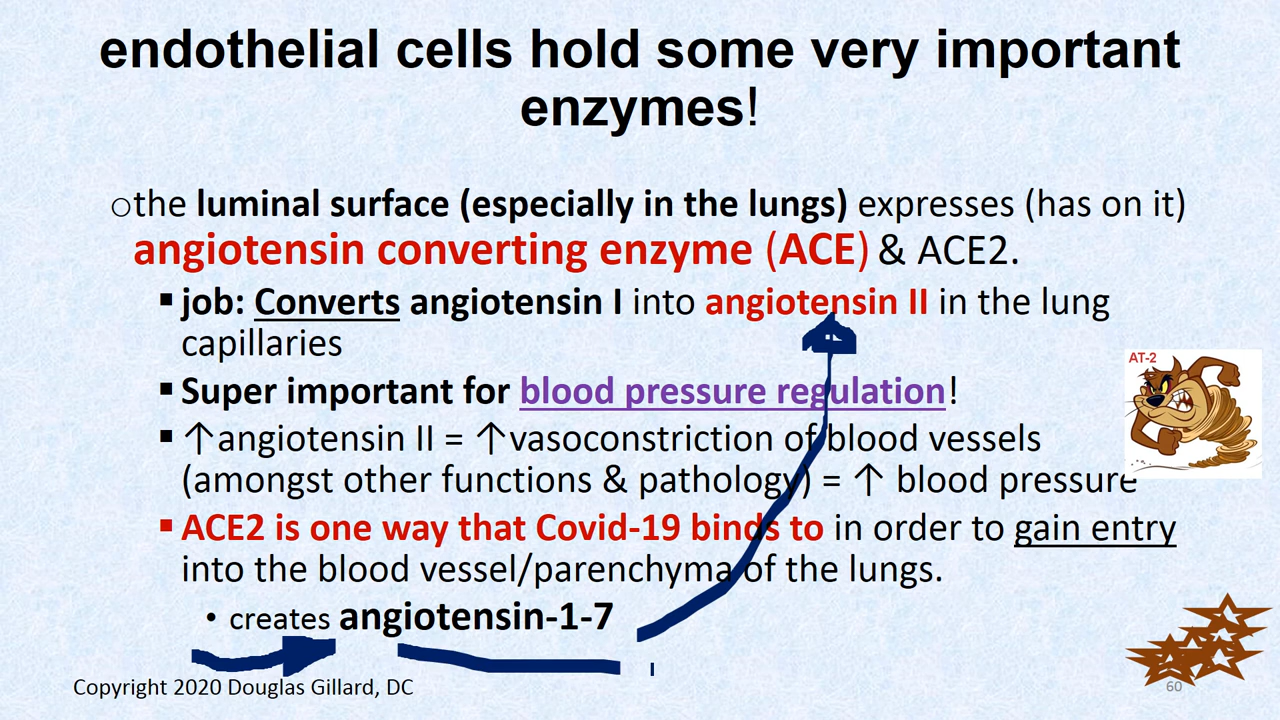 endothelial cells hold some very important
enzymes!
○the luminal surface (especially in the lungs) expresses (has on it)
angiotensin converting enzyme (ACE) & ACE2.
▪ job: Converts angiotensin I into angiotensin II in the lung
capillaries
▪ Super important for blood pressure regulation!
▪ ↑angiotensin II = ↑vasoconstriction of blood vessels
(amongst other functions & pathology) = ↑ blood pressure
▪ ACE2 is one way that Covid-19 binds to in order to gain entry
into the blood vessel/parenchyma of the lungs.
• creates angiotensin-1-7
AT-2
Copyright 2020 Douglas Gillard, DC
60